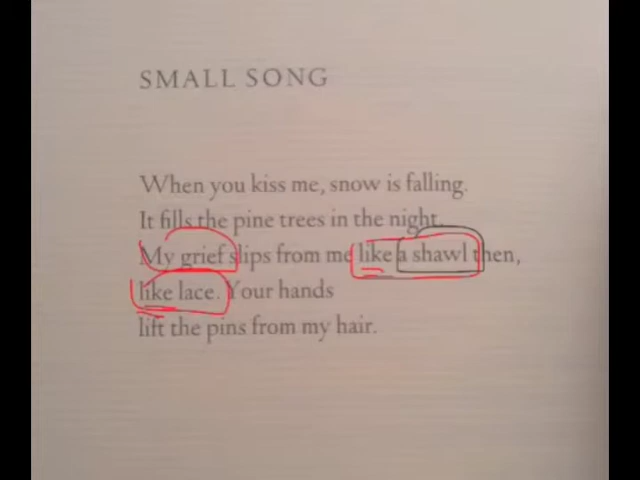 SMALL SONG
When you kiss me, snow is falling.
It fills the pine trees in the night.
My grief slips from me like a shawl then,
like lace. Your hands
lift the pins from my hair.